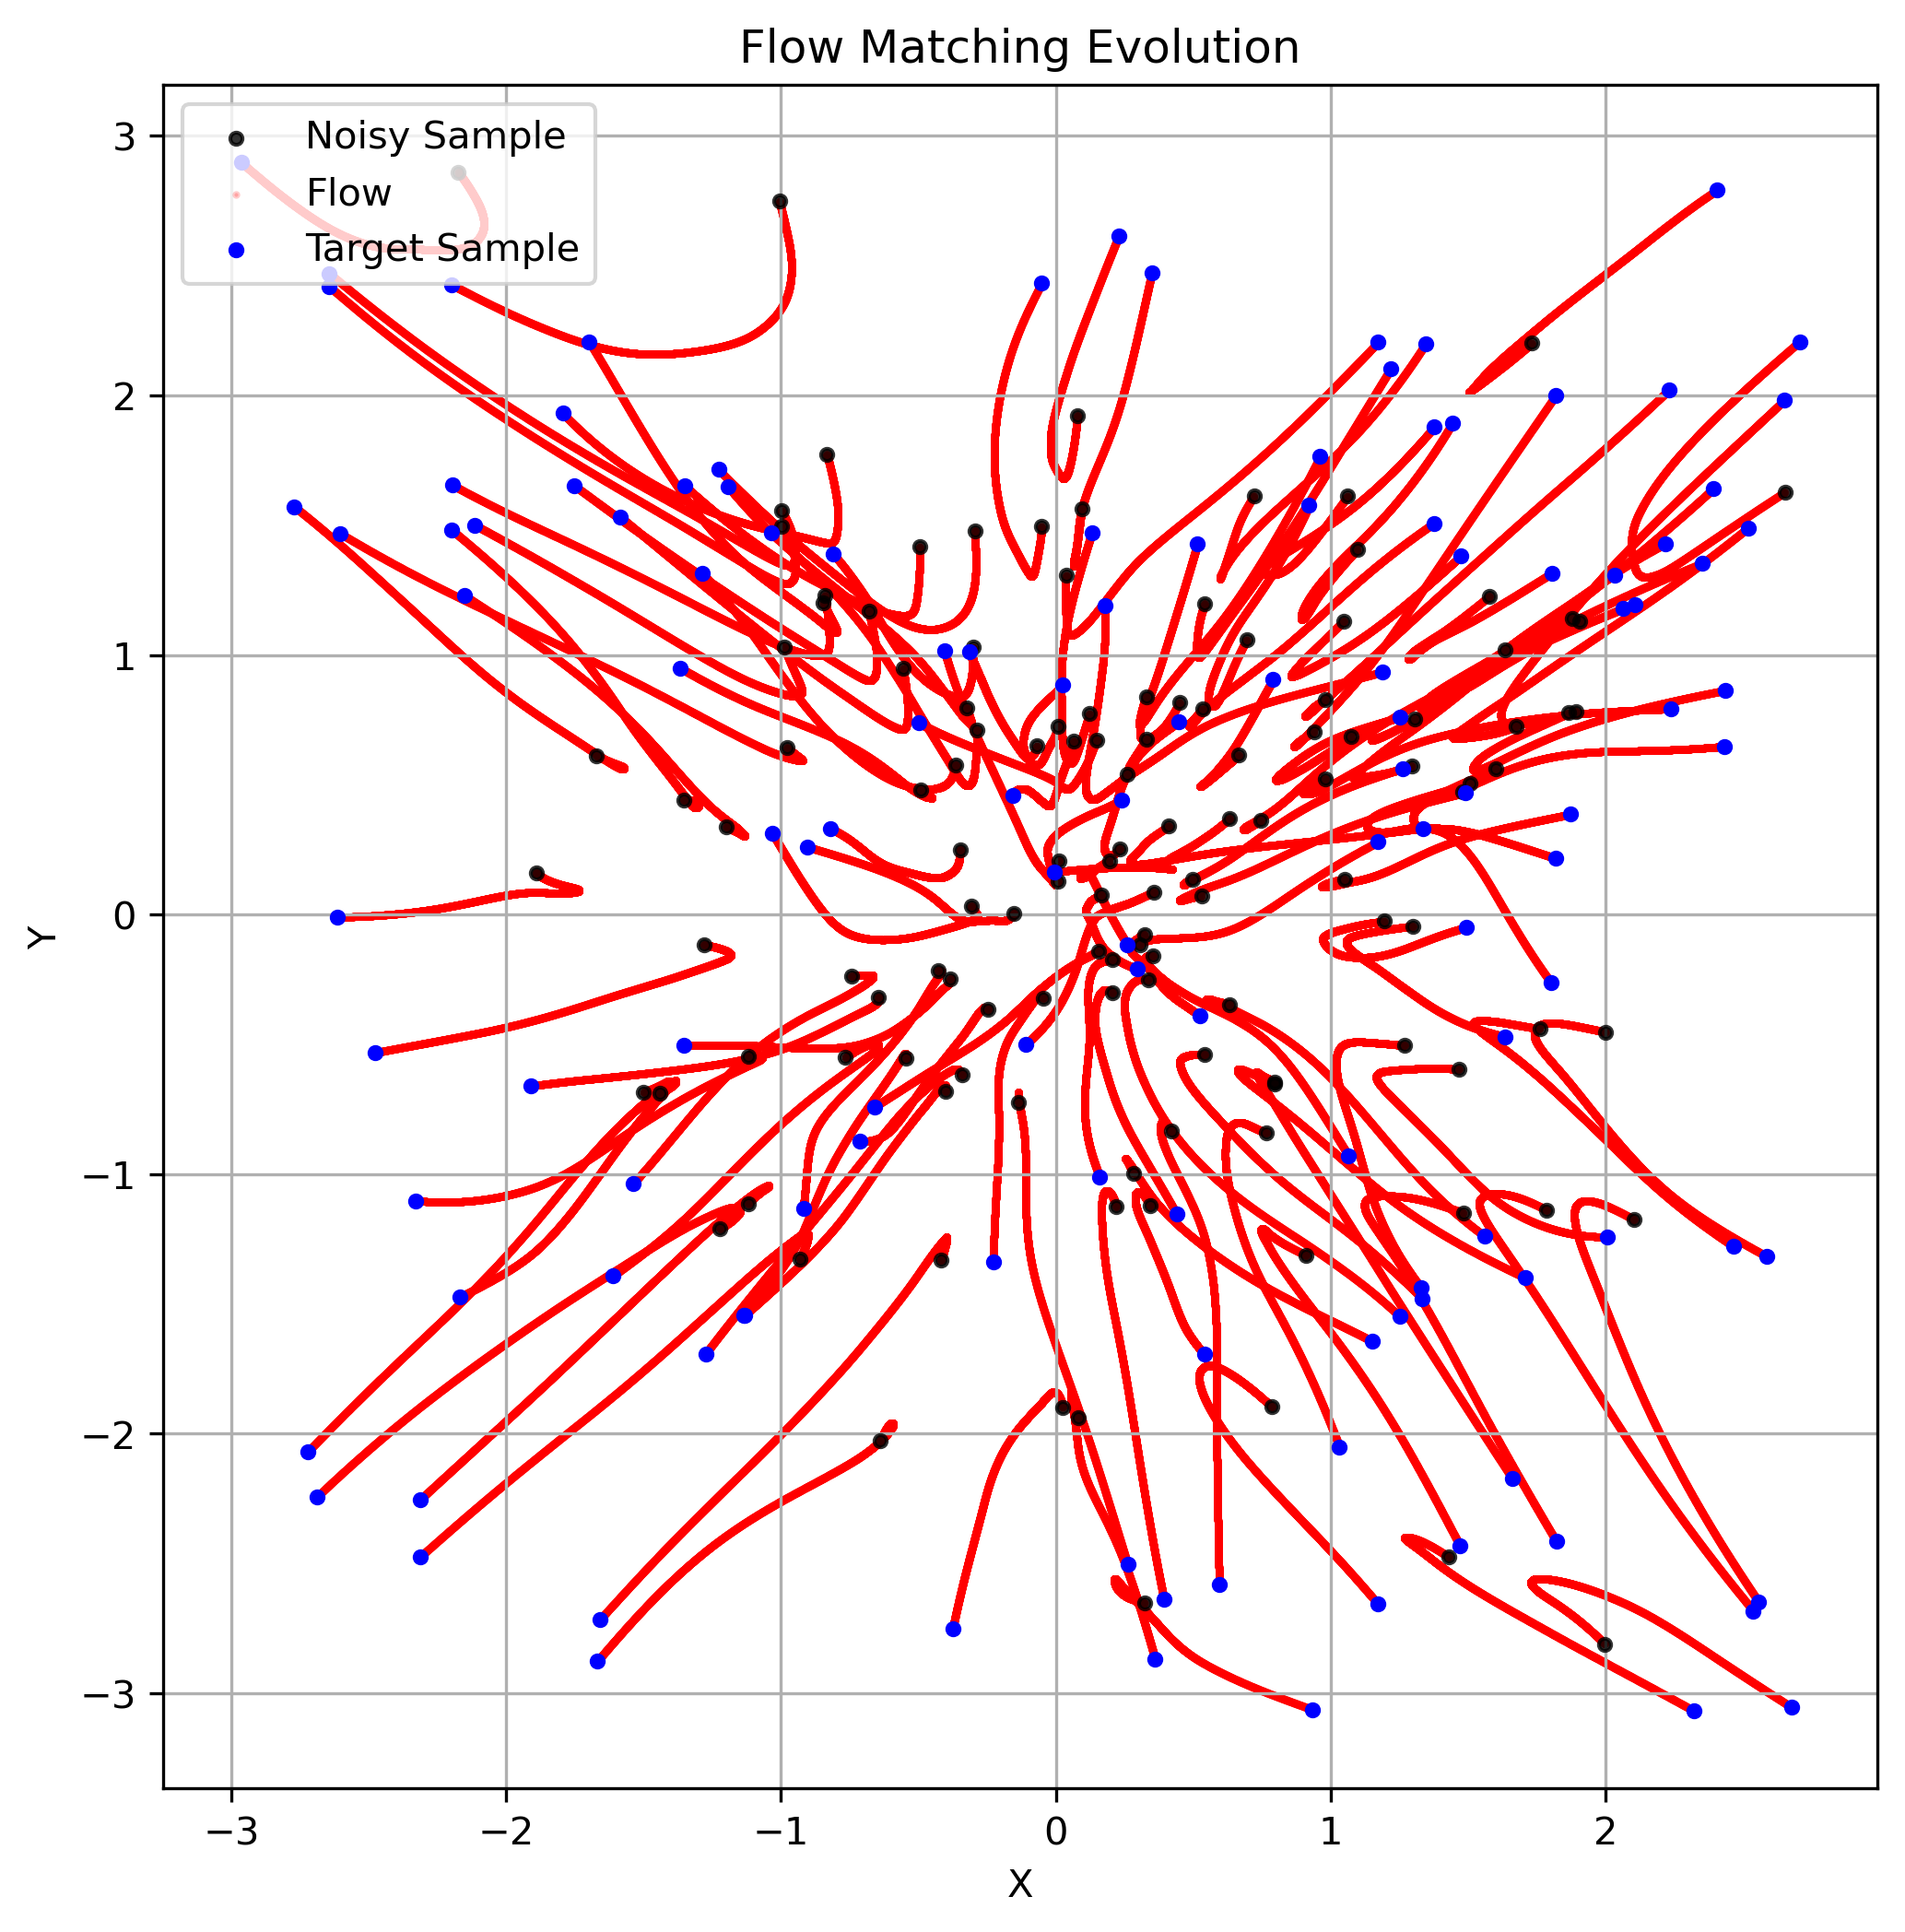 Flow Matching Evolution
Noisy Sample
Flow
Target Sample
3
2
1
0
−1
−2
−3
Y
−3 −2 −1 0 1 2
X